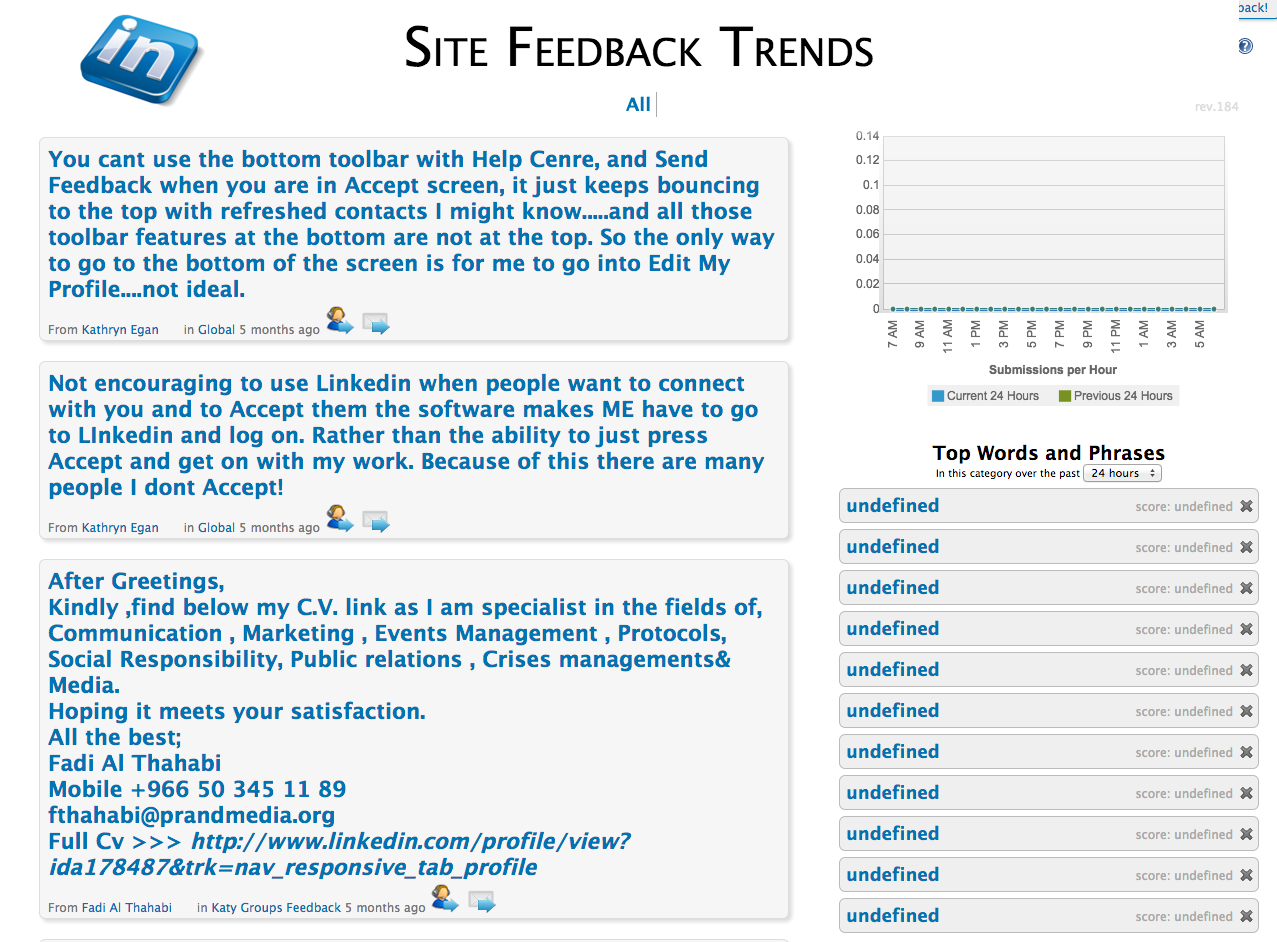 in
back!
Site Feedback Trends
All
rev.184
You cant use the bottom toolbar with Help Cenre, and Send
Feedback when you are in Accept screen, it just keeps bouncing
to the top with refreshed contacts I might know.....and all those
toolbar features at the bottom are not at the top. So the only way
to go to the bottom of the screen is for me to go into Edit My
Profile....not ideal.
From Kathryn Egan in Global 5 months ago
Not encouraging to use Linkedin when people want to connect
with you and to Accept them the software makes ME have to go
to LInkedin and log on. Rather than the ability to just press
Accept and get on with my work. Because of this there are many
people I dont Accept!
From Kathryn Egan in Global 5 months ago
After Greetings,
Kindly ,find below my C.V. link as I am specialist in the fields of,
Communication , Marketing , Events Management , Protocols,
Social Responsibility, Public relations , Crises managements&
Media.
Hoping it meets your satisfaction.
All the best;
Fadi Al Thahabi
Mobile +966 50 345 11 89
fthahabi@prandmedia.org
Full Cv >>> http://www.linkedin.com/profile/view?
ida178487&trk=nav_responsive_tab_profile
From Fadi Al Thahabi in Katy Groups Feedback 5 months ago
0.14
0.12
0.1
0.08
0.06
0.04
0.02
0
7 AM
9 AM
11 AM
1 PM
3 PM
5 PM
7 PM
9 PM
11 PM
1 AM
3 AM
5 AM
Submissions per Hour
Current 24 Hours Previous 24 Hours
Top Words and Phrases
In this category over the past 24 hours
undefined score: undefined
undefined score: undefined
undefined score: undefined
undefined score: undefined
undefined score: undefined
undefined score: undefined
undefined score: undefined
undefined score: undefined
undefined score: undefined
undefined score: undefined
undefined score: undefined